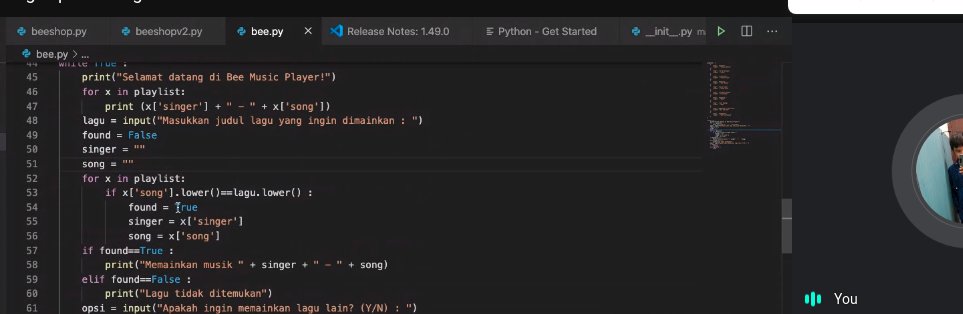 beeshop.py beeshopv2.py bee.py Release Notes: 1.49.0 Python - Get Started __init__.py
bee.py > ...
44 while True :
45 print("Selamat datang di Bee Music Player!")
46 for x in playlist:
47 print (x['singer'] + " - " + x['song'])
48 lagu = input("Masukkan judul lagu yang ingin dimainkan : ")
49 found = False
50 singer = ""
51 song = ""
52 for x in playlist:
53 if x['song'].lower()==lagu.lower() :
54 found = True
55 singer = x['singer']
56 song = x['song']
57 if found==True :
58 print("Memainkan musik " + singer + " - " + song)
59 elif found==False :
60 print("Lagu tidak ditemukan")
61 opsi = input("Apakah ingin memainkan lagu lain? (Y/N) : ")
You